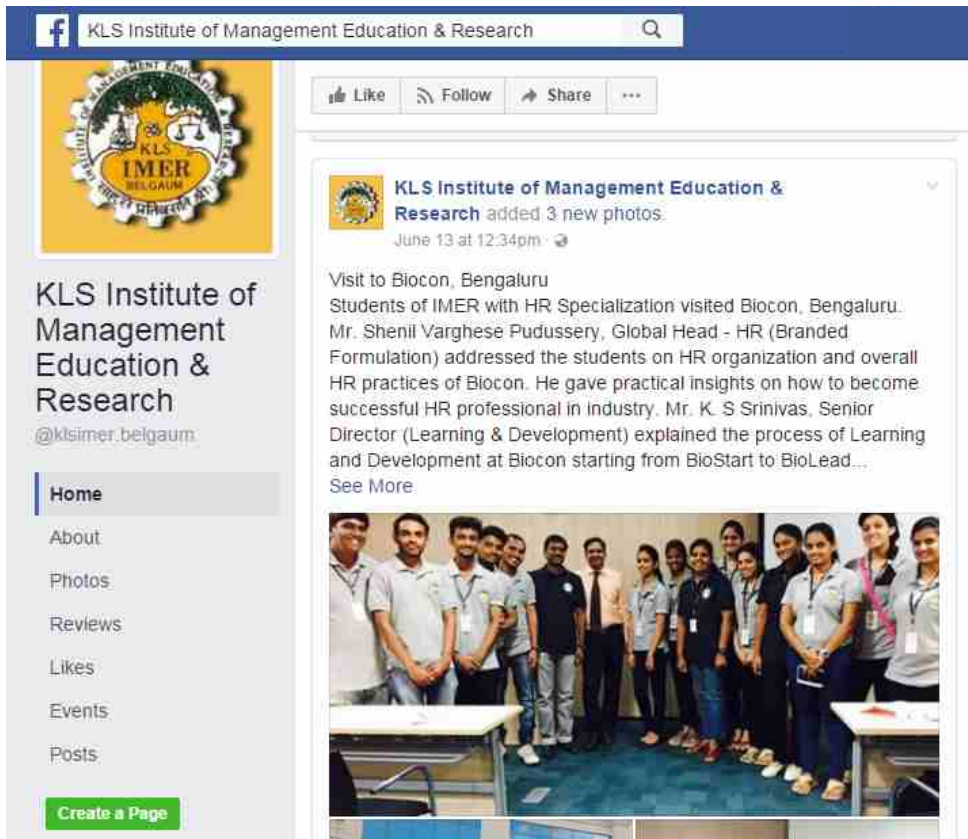 KLS Institute of Management Education & Research
INSTITUTE OF MANAGEMENT EDUCATION & RESEARCH
KLS
IMER
BELGAUM
KLS Institute of
Management
Education &
Research
@klsimer.belgaum
Home
About
Photos
Reviews
Likes
Events
Posts
Create a Page
Like Follow Share ...
KLS Institute of Management Education &
Research added 3 new photos.
June 13 at 12:34pm ·
Visit to Biocon, Bengaluru
Students of IMER with HR Specialization visited Biocon, Bengaluru.
Mr. Shenil Varghese Pudussery, Global Head - HR (Branded
Formulation) addressed the students on HR organization and overall
HR practices of Biocon. He gave practical insights on how to become
successful HR professional in industry. Mr. K. S Srinivas, Senior
Director (Learning & Development) explained the process of Learning
and Development at Biocon starting from BioStart to BioLead...
See More